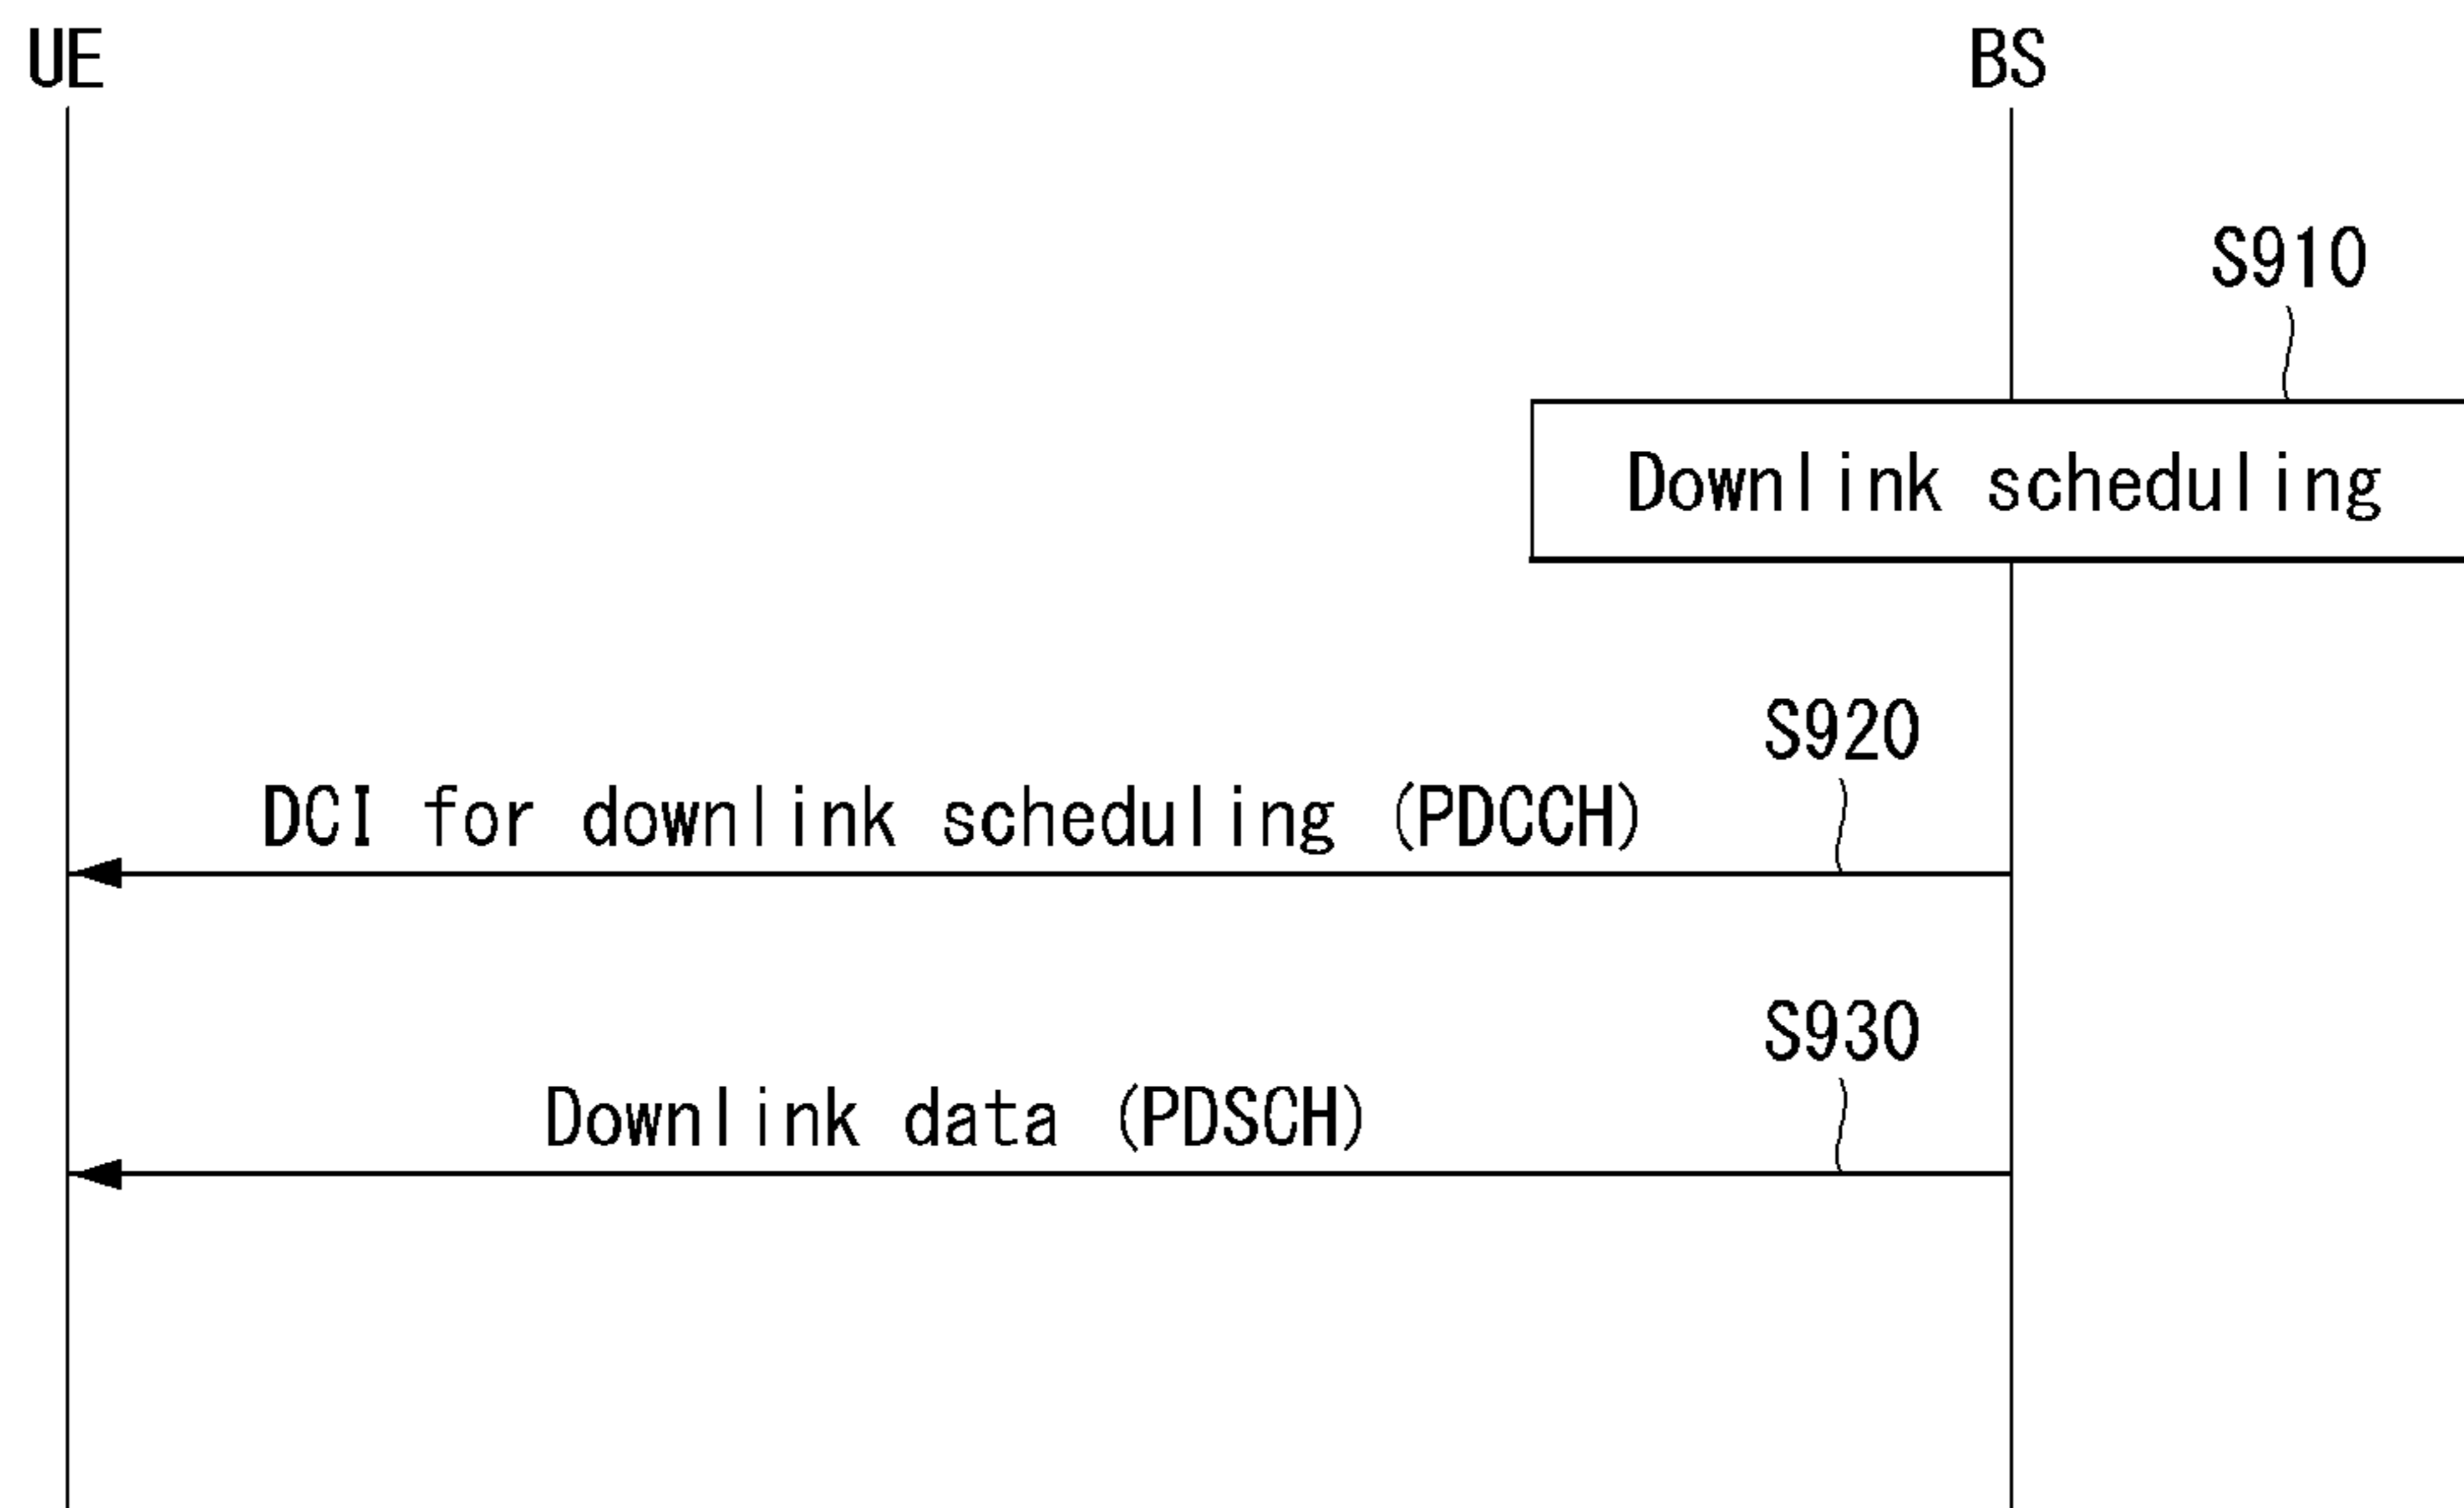 UE
BS
S910
Downlink scheduling
S920
DCI for downlink scheduling (PDCCH)
S930
Downlink data (PDSCH)